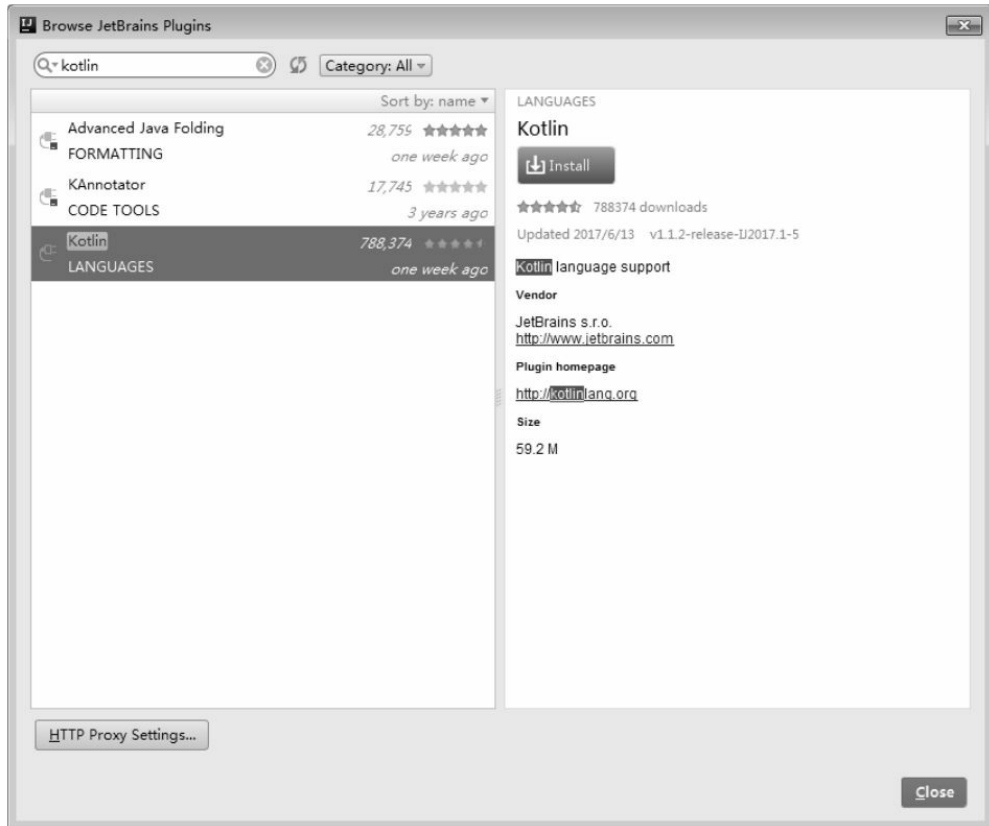 Browse JetBrains Plugins
kotlin
Category: All
Sort by: name
Advanced Java Folding 28,759
FORMATTING one week ago
KAnnotator 17,745
CODE TOOLS 3 years ago
Kotlin 788,374
LANGUAGES one week ago
LANGUAGES
Kotlin
Install
788374 downloads
Updated 2017/6/13 v1.1.2-release-IJ2017.1-5
Kotlin language support
Vendor
JetBrains s.r.o.
http://www.jetbrains.com
Plugin homepage
http://kotlinlang.org
Size
59.2 M
HTTP Proxy Settings...
Close